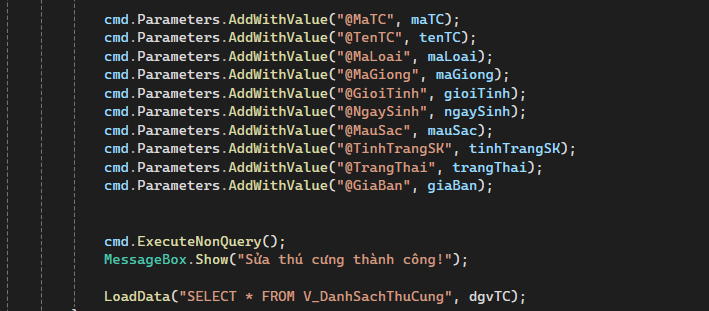 cmd.Parameters.AddWithValue("@MaTC", maTC);
cmd.Parameters.AddWithValue("@TenTC", tenTC);
cmd.Parameters.AddWithValue("@MaLoai", maLoai);
cmd.Parameters.AddWithValue("@MaGiong", maGiong);
cmd.Parameters.AddWithValue("@GioiTinh", gioiTinh);
cmd.Parameters.AddWithValue("@NgaySinh", ngaySinh);
cmd.Parameters.AddWithValue("@MauSac", mauSac);
cmd.Parameters.AddWithValue("@TinhTrangSK", tinhTrangSK);
cmd.Parameters.AddWithValue("@TrangThai", trangThai);
cmd.Parameters.AddWithValue("@GiaBan", giaBan);
cmd.ExecuteNonQuery();
MessageBox.Show("Sửa thú cưng thành công!");
LoadData("SELECT * FROM V_DanhSachThuCung", dgvTC);